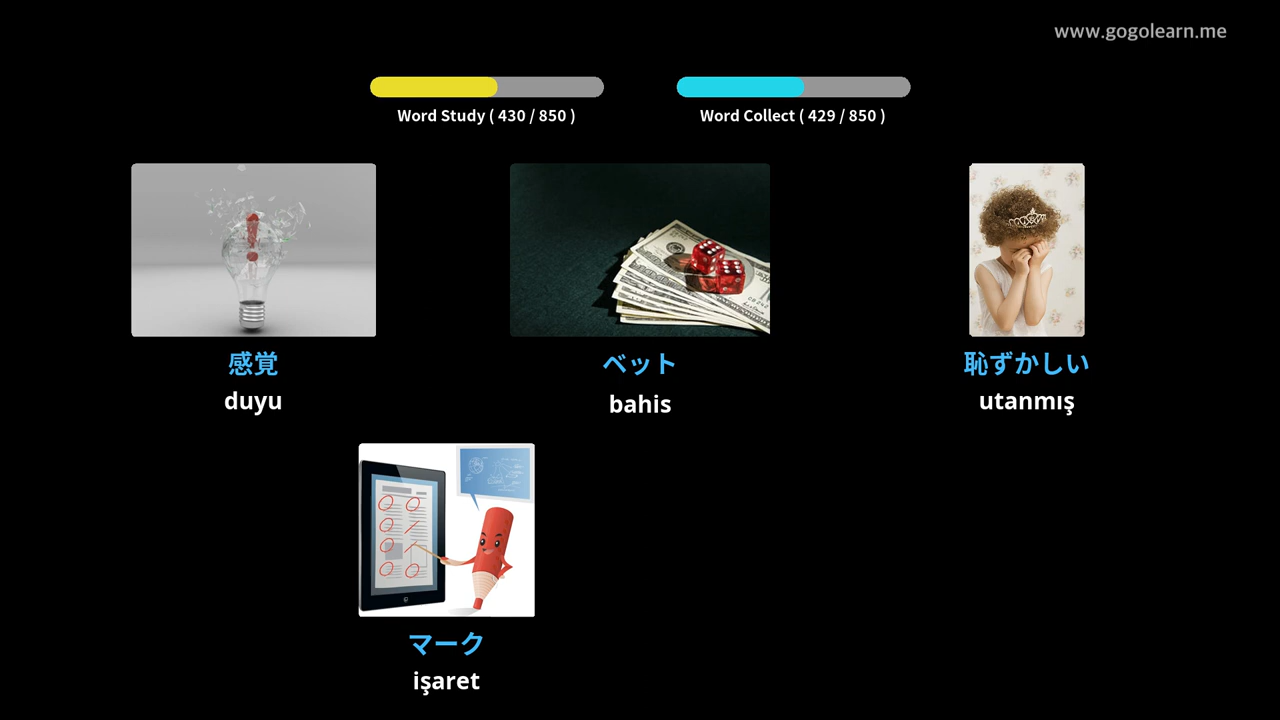 www.gogolearn.me
Word Study ( 430 / 850 )
Word Collect ( 429 / 850 )
感覚
duyu
ベット
bahis
恥ずかしい
utanmış
マーク
işaret